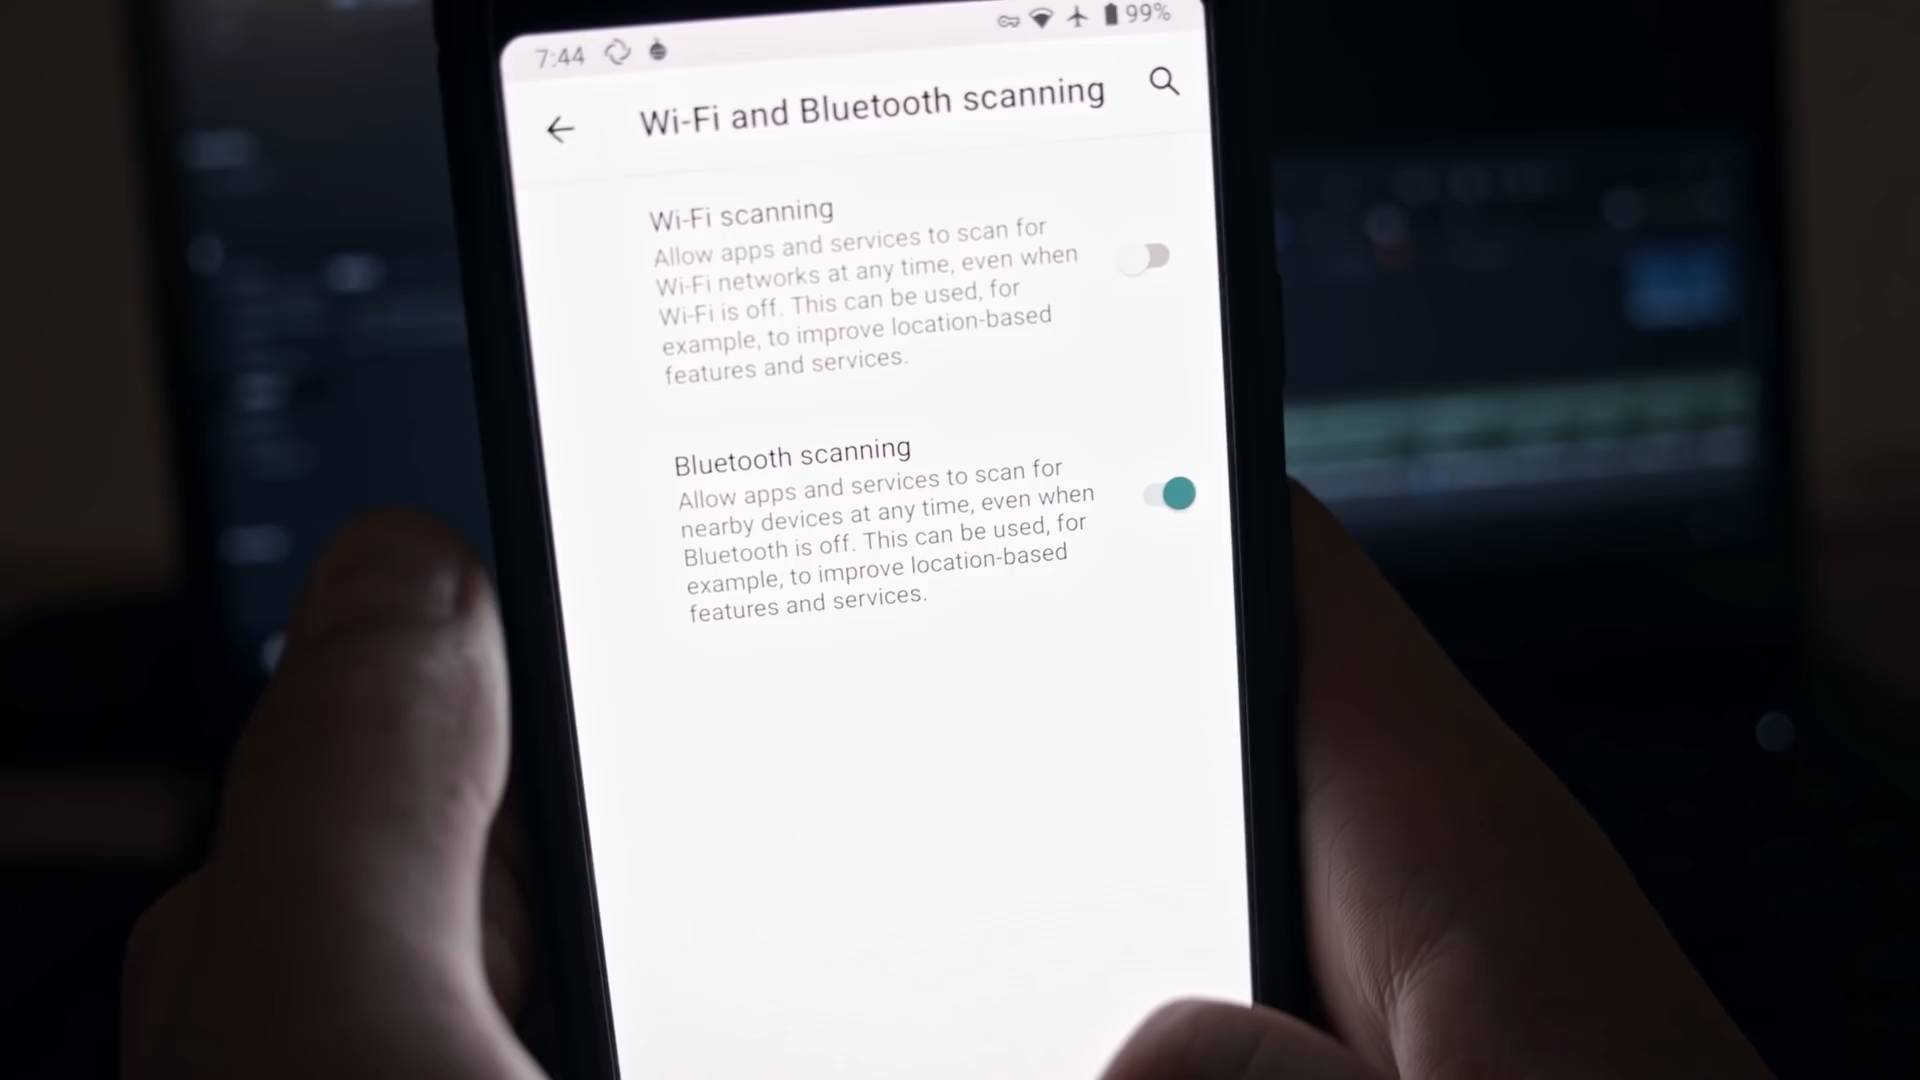 7:44 99%
Wi-Fi and Bluetooth scanning
Wi-Fi scanning
Allow apps and services to scan for
Wi-Fi networks at any time, even when
Wi-Fi is off. This can be used, for
example, to improve location-based
features and services.
Bluetooth scanning
Allow apps and services to scan for
nearby devices at any time, even when
Bluetooth is off. This can be used, for
example, to improve location-based
features and services.